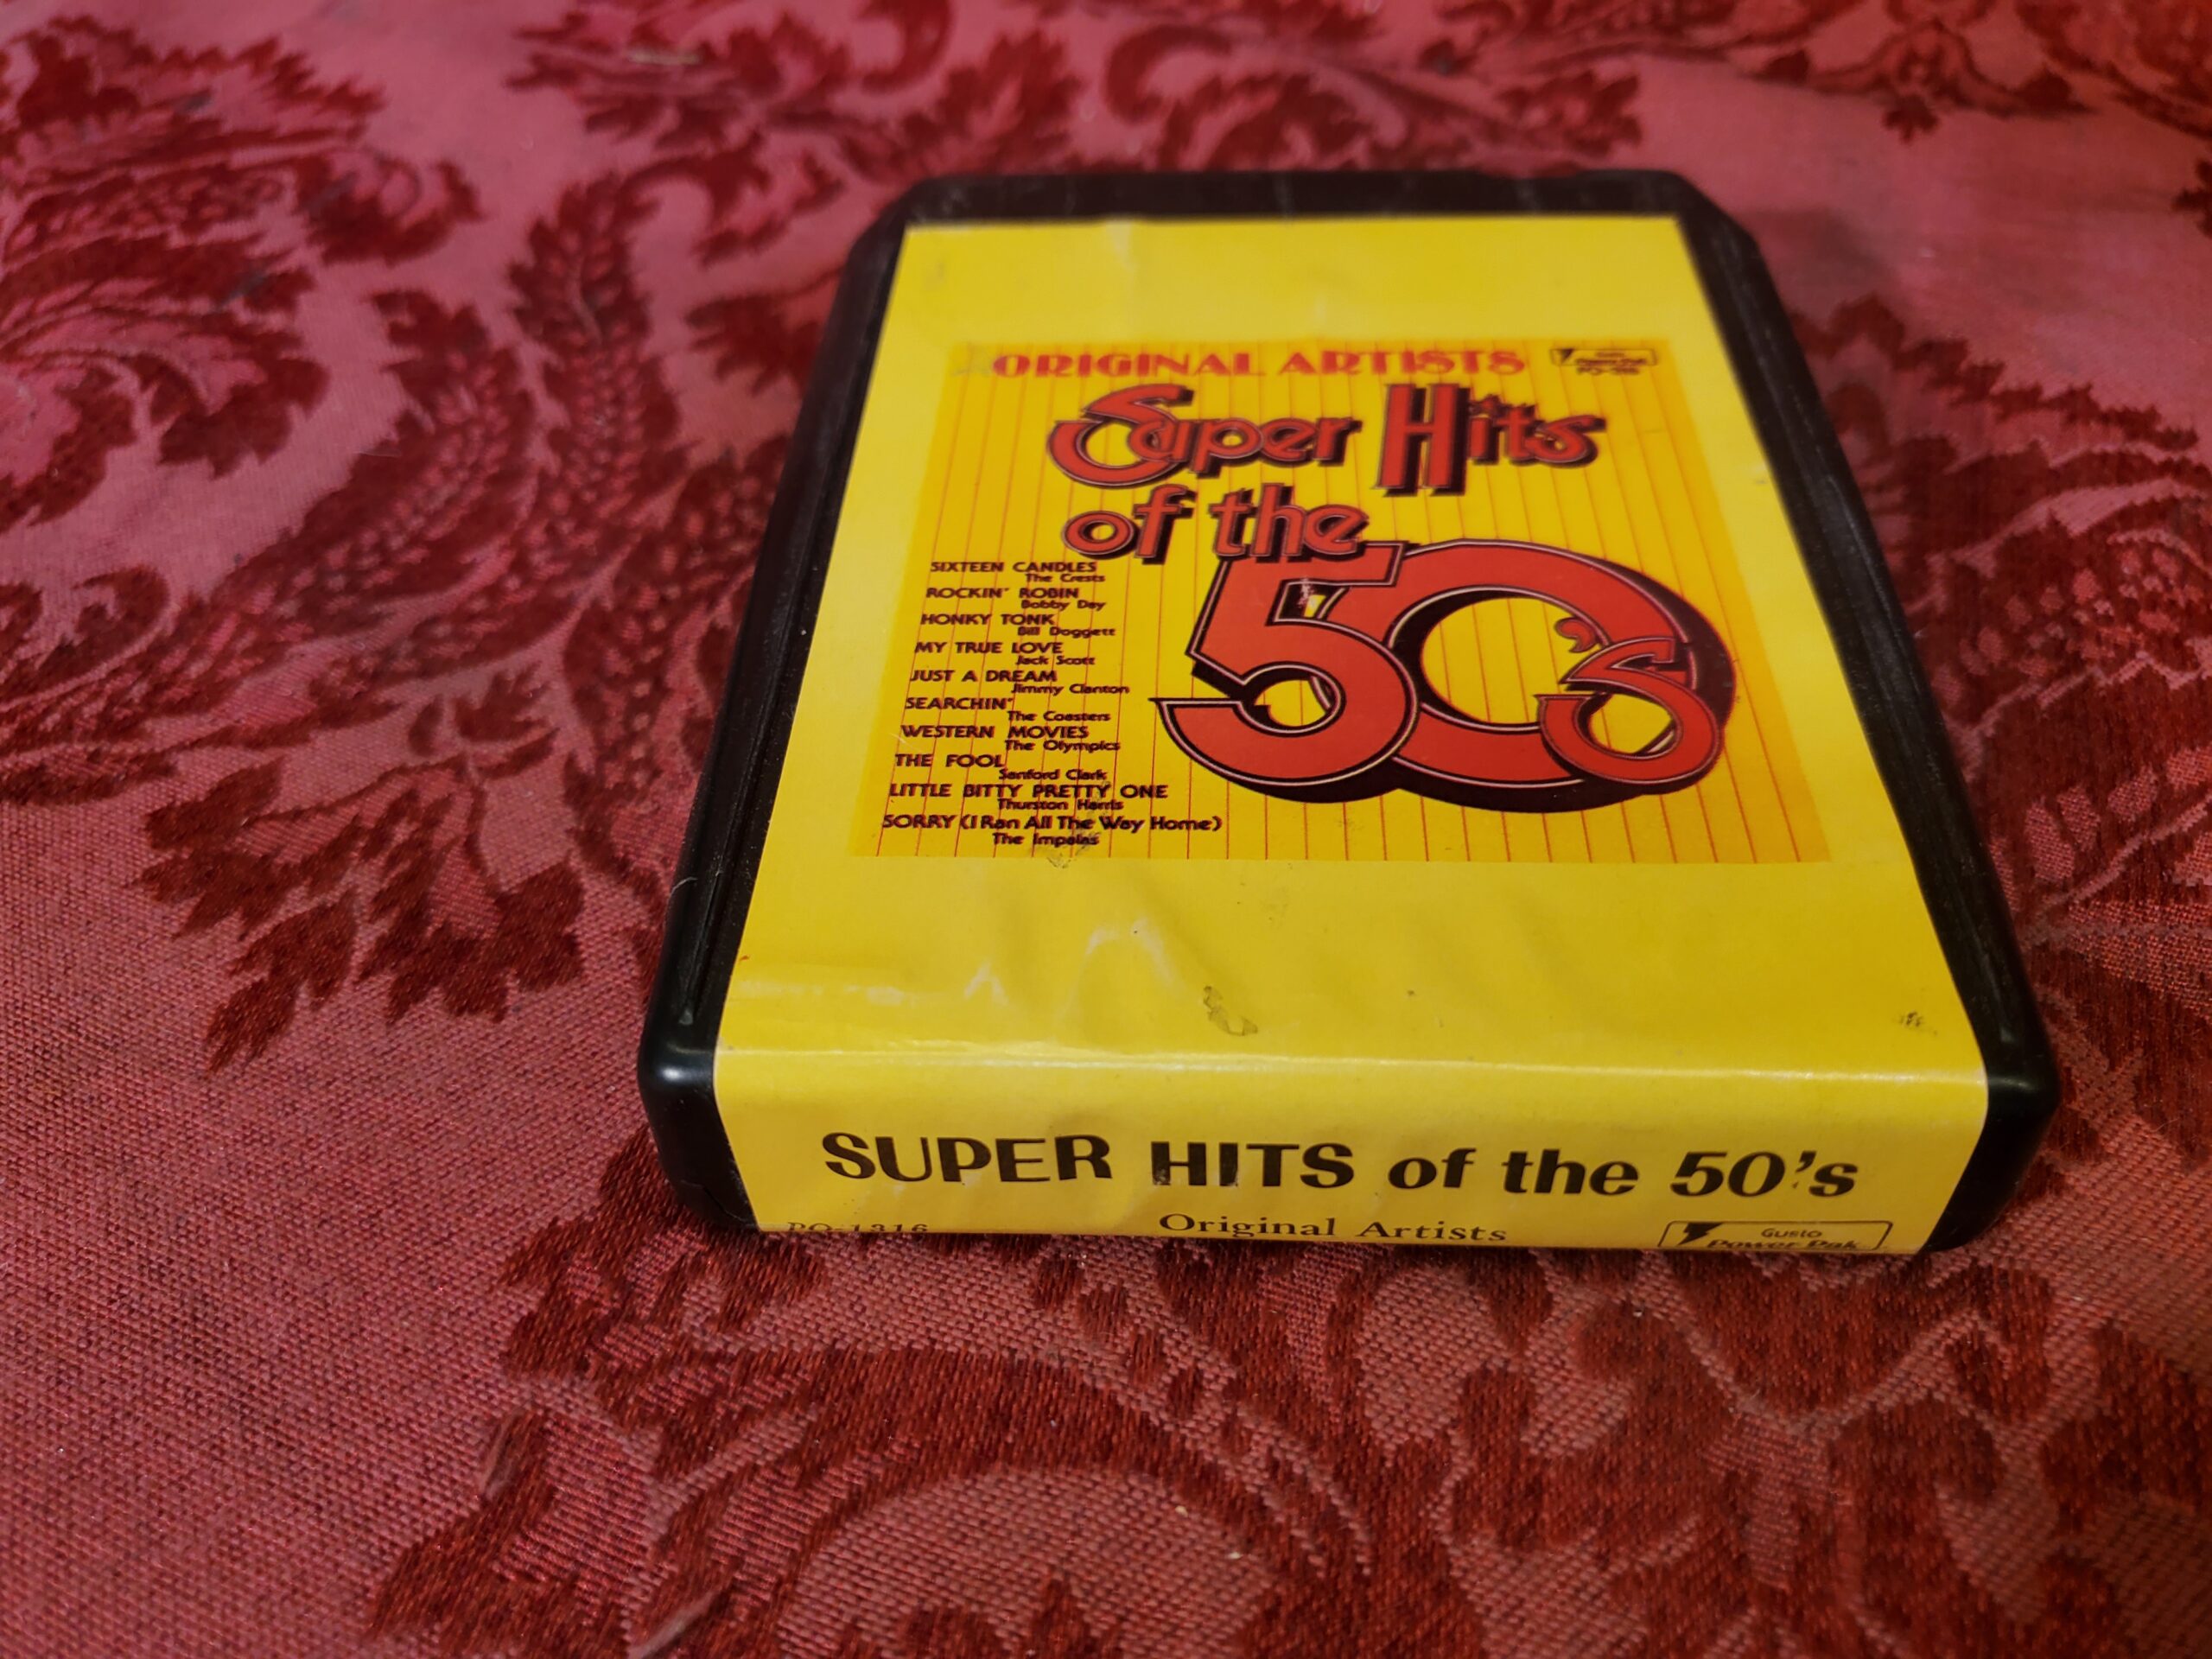 ORIGINAL ARTISTS
Super Hits
of the
50's
SIXTEEN CANDLES
The Crests
ROCKIN' ROBIN
Bobby Day
HONKY TONK
Bill Doggett
MY TRUE LOVE
Jack Scott
JUST A DREAM
Jimmy Clanton
SEARCHIN'
The Coasters
WESTERN MOVIES
The Olympics
THE FOOL
Sanford Clark
LITTLE BITTY PRETTY ONE
Thurston Harris
SORRY (I Ran All The Way Home)
The Impalas
SUPER HITS of the 50's
PO-1316
Original Artists
Gusto
Power Pak